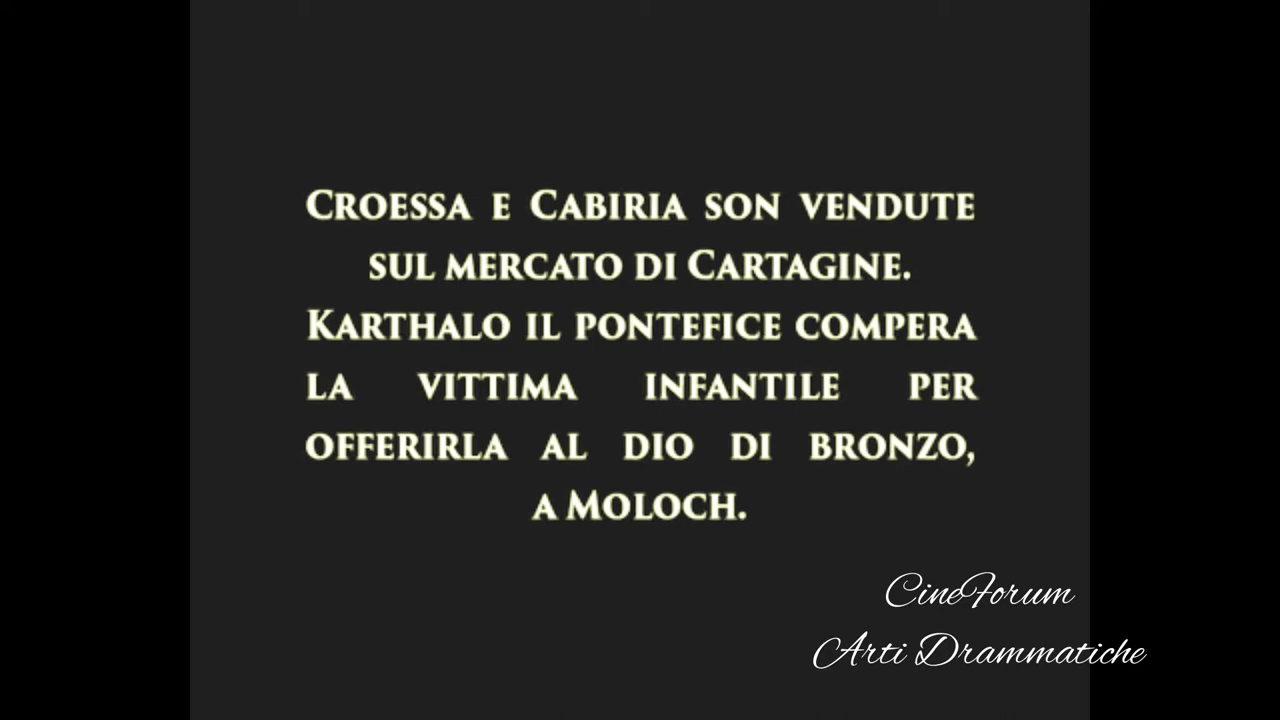 Croessa e Cabiria son vendute
sul mercato di Cartagine.
Karthalo il pontefice compera
la vittima infantile per
offerirla al dio di bronzo,
a Moloch.
CineForum
Arti Drammatiche